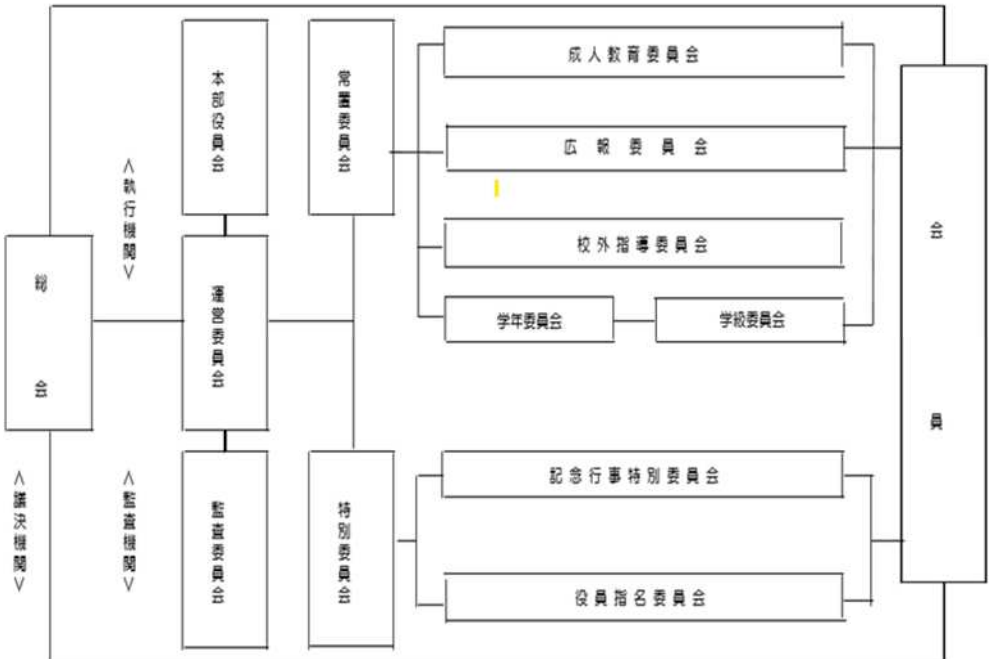 総会
<議決機関>
<執行機関>
<監査機関>
本部役員会
運営委員会
監査委員会
常置委員会
特別委員会
成人教育委員会
広報委員会
校外指導委員会
学年委員会
学級委員会
記念行事特別委員会
役員指名委員会
会員